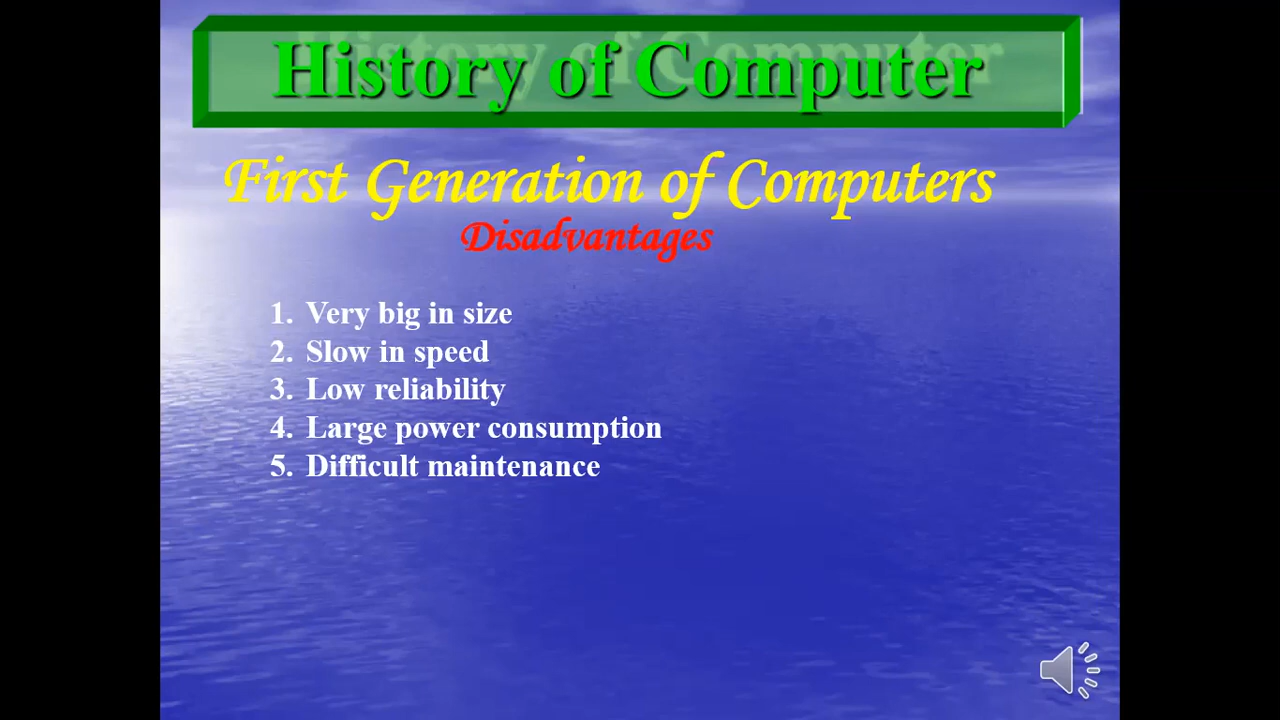 History of Computer
First Generation of Computers
Disadvantages
1. Very big in size
2. Slow in speed
3. Low reliability
4. Large power consumption
5. Difficult maintenance